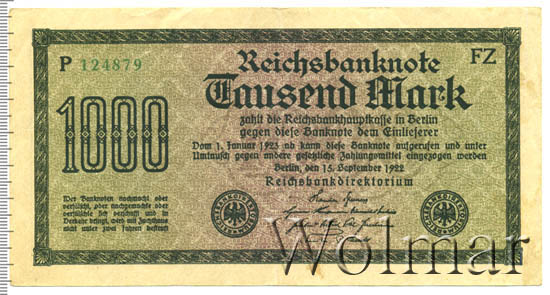 P 124879
Reichsbanknote
FZ
Tausend Mark
1000
zahlt die Reichsbankhauptkasse in Berlin
gegen diese Banknote dem Einlieferer
Vom 1. Januar 1923 ab kann diese Banknote aufgerufen und unter
Umtausch gegen andere gesetzliche Zahlungsmittel eingezogen werden
Berlin, den 15. September 1922
Reichsbankdirektorium
Wer Banknoten nachmacht oder
verfälscht, oder nachgemachte oder
verfälschte sich verschafft und in
Verkehr bringt, wird mit Zuchthaus
nicht unter zwei Jahren bestraft
Wolmar